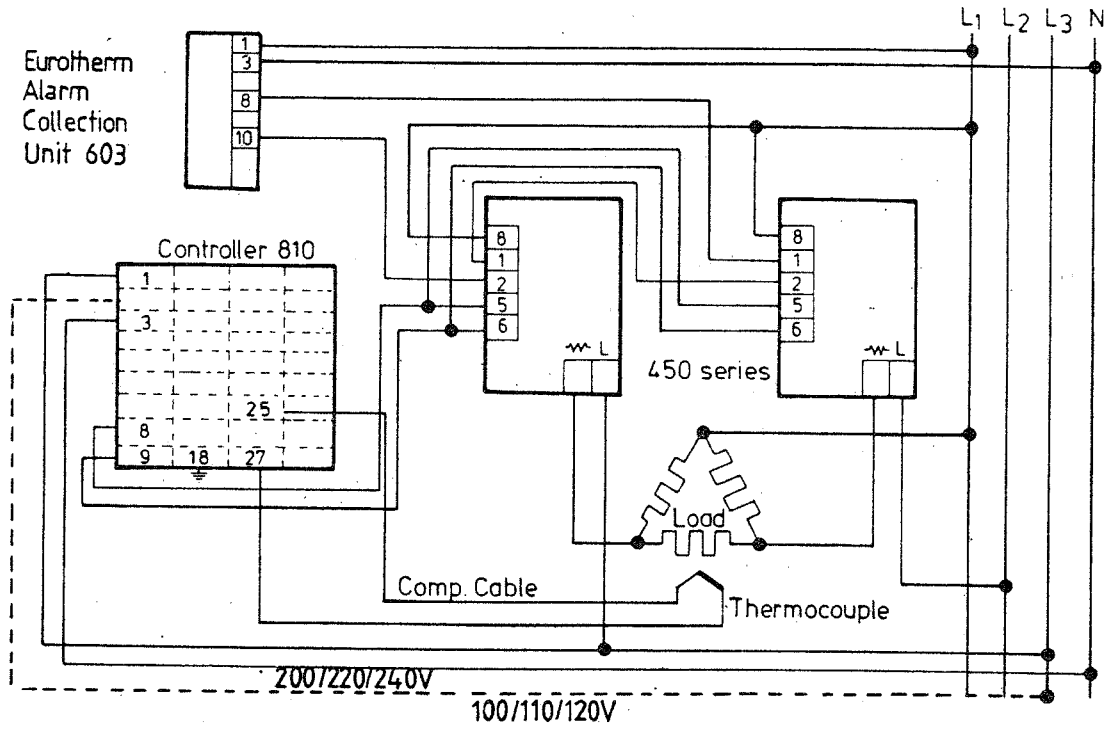 L1 L2 L3 N
Eurotherm
Alarm
Collection
Unit 603
1
3
8
10
Controller 810
1
3
8
9
18
25
27
8
1
2
5
6
L
450 series
8
1
2
5
6
L
Load
Comp. Cable
Thermocouple
200/220/240V
100/110/120V